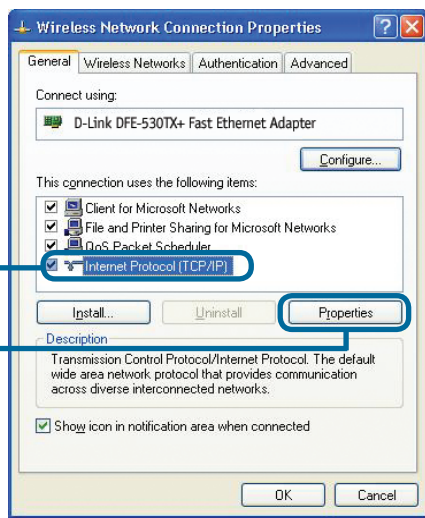 Wireless Network Connection Properties
General Wireless Networks Authentication Advanced
Connect using:
D-Link DFE-530TX+ Fast Ethernet Adapter
Configure...
This connection uses the following items:
Client for Microsoft Networks
File and Printer Sharing for Microsoft Networks
QoS Packet Scheduler
Internet Protocol (TCP/IP)
Install... Uninstall Properties
Description
Transmission Control Protocol/Internet Protocol. The default
wide area network protocol that provides communication
across diverse interconnected networks.
Show icon in notification area when connected
OK Cancel